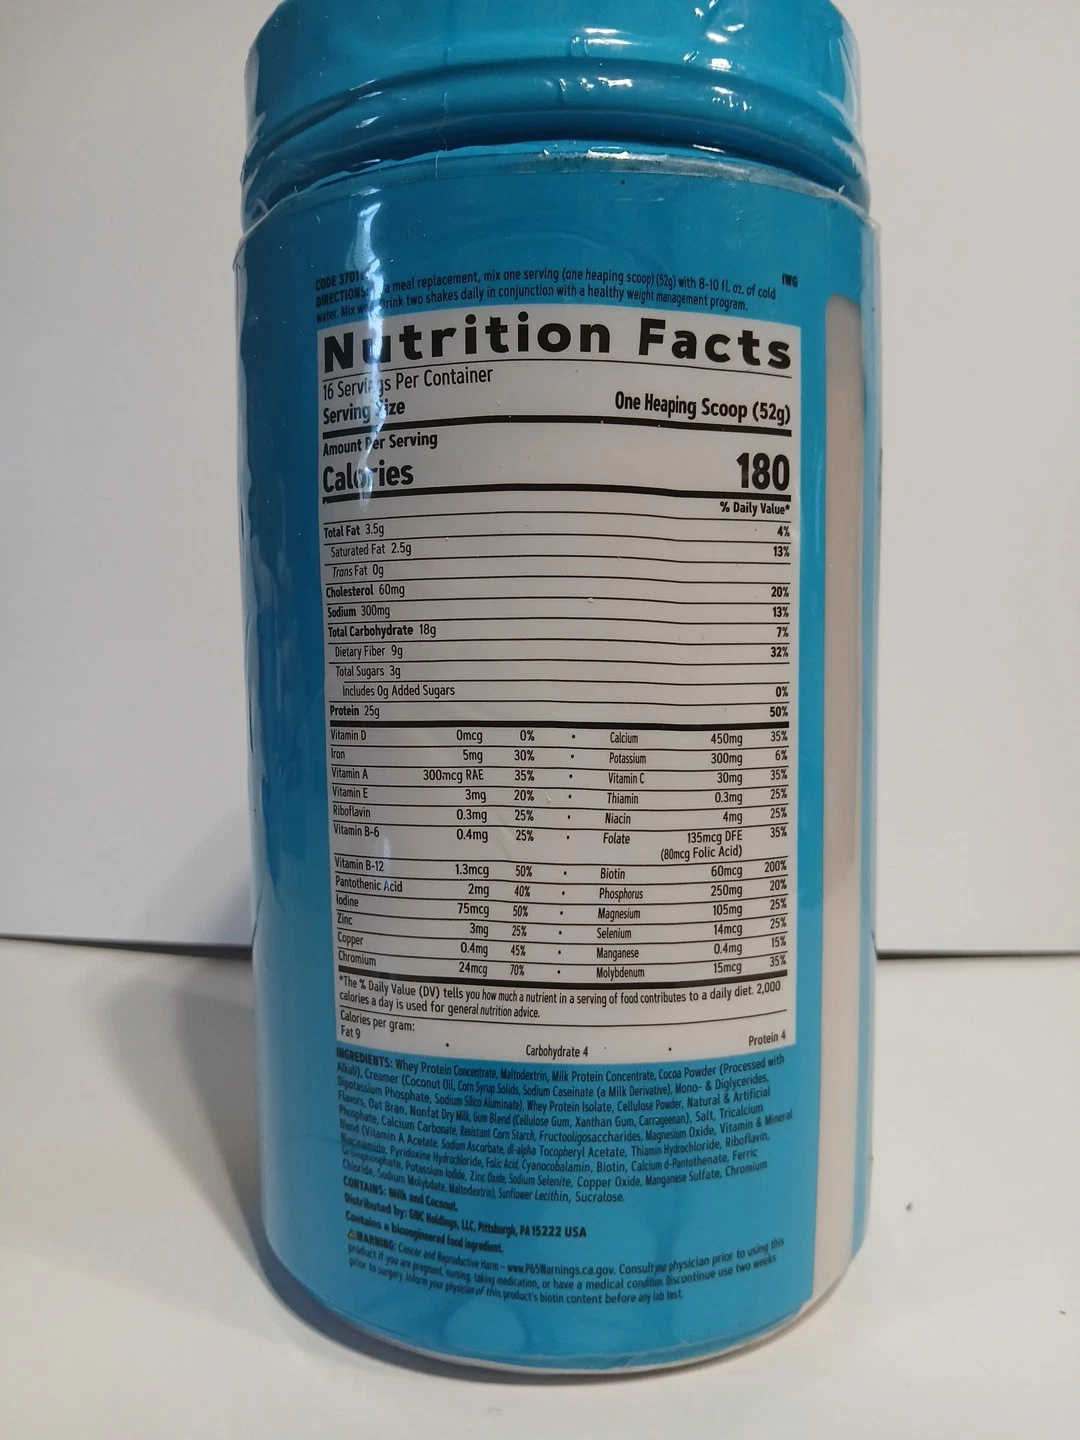 CODE 3701 IWG
DIRECTIONS: a meal replacement, mix one serving (one heaping scoop) (52g) with 8-10 fl. oz. of cold
water. Mix Drink two shakes daily in conjunction with a healthy weight management program.
Nutrition Facts
16 Servings Per Container
Serving Size One Heaping Scoop (52g)
Amount Per Serving
Calories 180
% Daily Value*
Total Fat 3.5g 4%
Saturated Fat 2.5g 13%
Trans Fat 0g
Cholesterol 60mg 20%
Sodium 300mg 13%
Total Carbohydrate 18g 7%
Dietary Fiber 9g 32%
Total Sugars 3g
Includes 0g Added Sugars 0%
Protein 25g 50%
Vitamin D 0mcg 0% • Calcium 450mg 35%
Iron 5mg 30% • Potassium 300mg 6%
Vitamin A 300mcg RAE 35% • Vitamin C 30mg 35%
Vitamin E 3mg 20% • Thiamin 0.3mg 25%
Riboflavin 0.3mg 25% • Niacin 4mg 25%
Vitamin B-6 0.4mg 25% • Folate 135mcg DFE 35%
(80mcg Folic Acid)
Vitamin B-12 1.3mcg 50% • Biotin 60mcg 200%
Pantothenic Acid 2mg 40% • Phosphorus 250mg 20%
Iodine 75mcg 50% • Magnesium 105mg 25%
Zinc 3mg 25% • Selenium 14mcg 25%
Copper 0.4mg 45% • Manganese 0.4mg 15%
Chromium 24mcg 70% • Molybdenum 15mcg 35%
*The % Daily Value (DV) tells you how much a nutrient in a serving of food contributes to a daily diet. 2,000
calories a day is used for general nutrition advice.
Calories per gram:
Fat 9 • Carbohydrate 4 • Protein 4
INGREDIENTS: Whey Protein Concentrate, Maltodextrin, Milk Protein Concentrate, Cocoa Powder (Processed with
Alkali), Creamer (Coconut Oil, Corn Syrup Solids, Sodium Caseinate (a Milk Derivative), Mono- & Diglycerides,
Dipotassium Phosphate, Sodium Silico Aluminate), Whey Protein Isolate, Cellulose Powder, Natural & Artificial
Flavors, Oat Bran, Nonfat Dry Milk, Gum Blend (Cellulose Gum, Xanthan Gum, Carrageenan), Salt, Tricalcium
Phosphate, Calcium Carbonate, Resistant Corn Starch, Fructooligosaccharides, Magnesium Oxide, Vitamin & Mineral
Blend (Vitamin A Acetate, Sodium Ascorbate, dl-alpha Tocopheryl Acetate, Thiamin Hydrochloride, Riboflavin,
Niacinamide, Pyridoxine Hydrochloride, Folic Acid, Cyanocobalamin, Biotin, Calcium d-Pantothenate, Ferric
Orthophosphate, Potassium Iodide, Zinc Oxide, Sodium Selenite, Copper Oxide, Manganese Sulfate, Chromium
Chloride, Sodium Molybdate, Maltodextrin), Sunflower Lecithin, Sucralose.
CONTAINS: Milk and Coconut.
Distributed by: GNC Holdings, LLC, Pittsburgh, PA 15222 USA
Contains a bioengineered food ingredient.
⚠WARNING: Cancer and Reproductive Harm - www.P65Warnings.ca.gov. Consult your physician prior to using this
product if you are pregnant, nursing, taking medication, or have a medical condition. Discontinue use two weeks
prior to surgery. Inform your physician of this product's biotin content before any lab test.